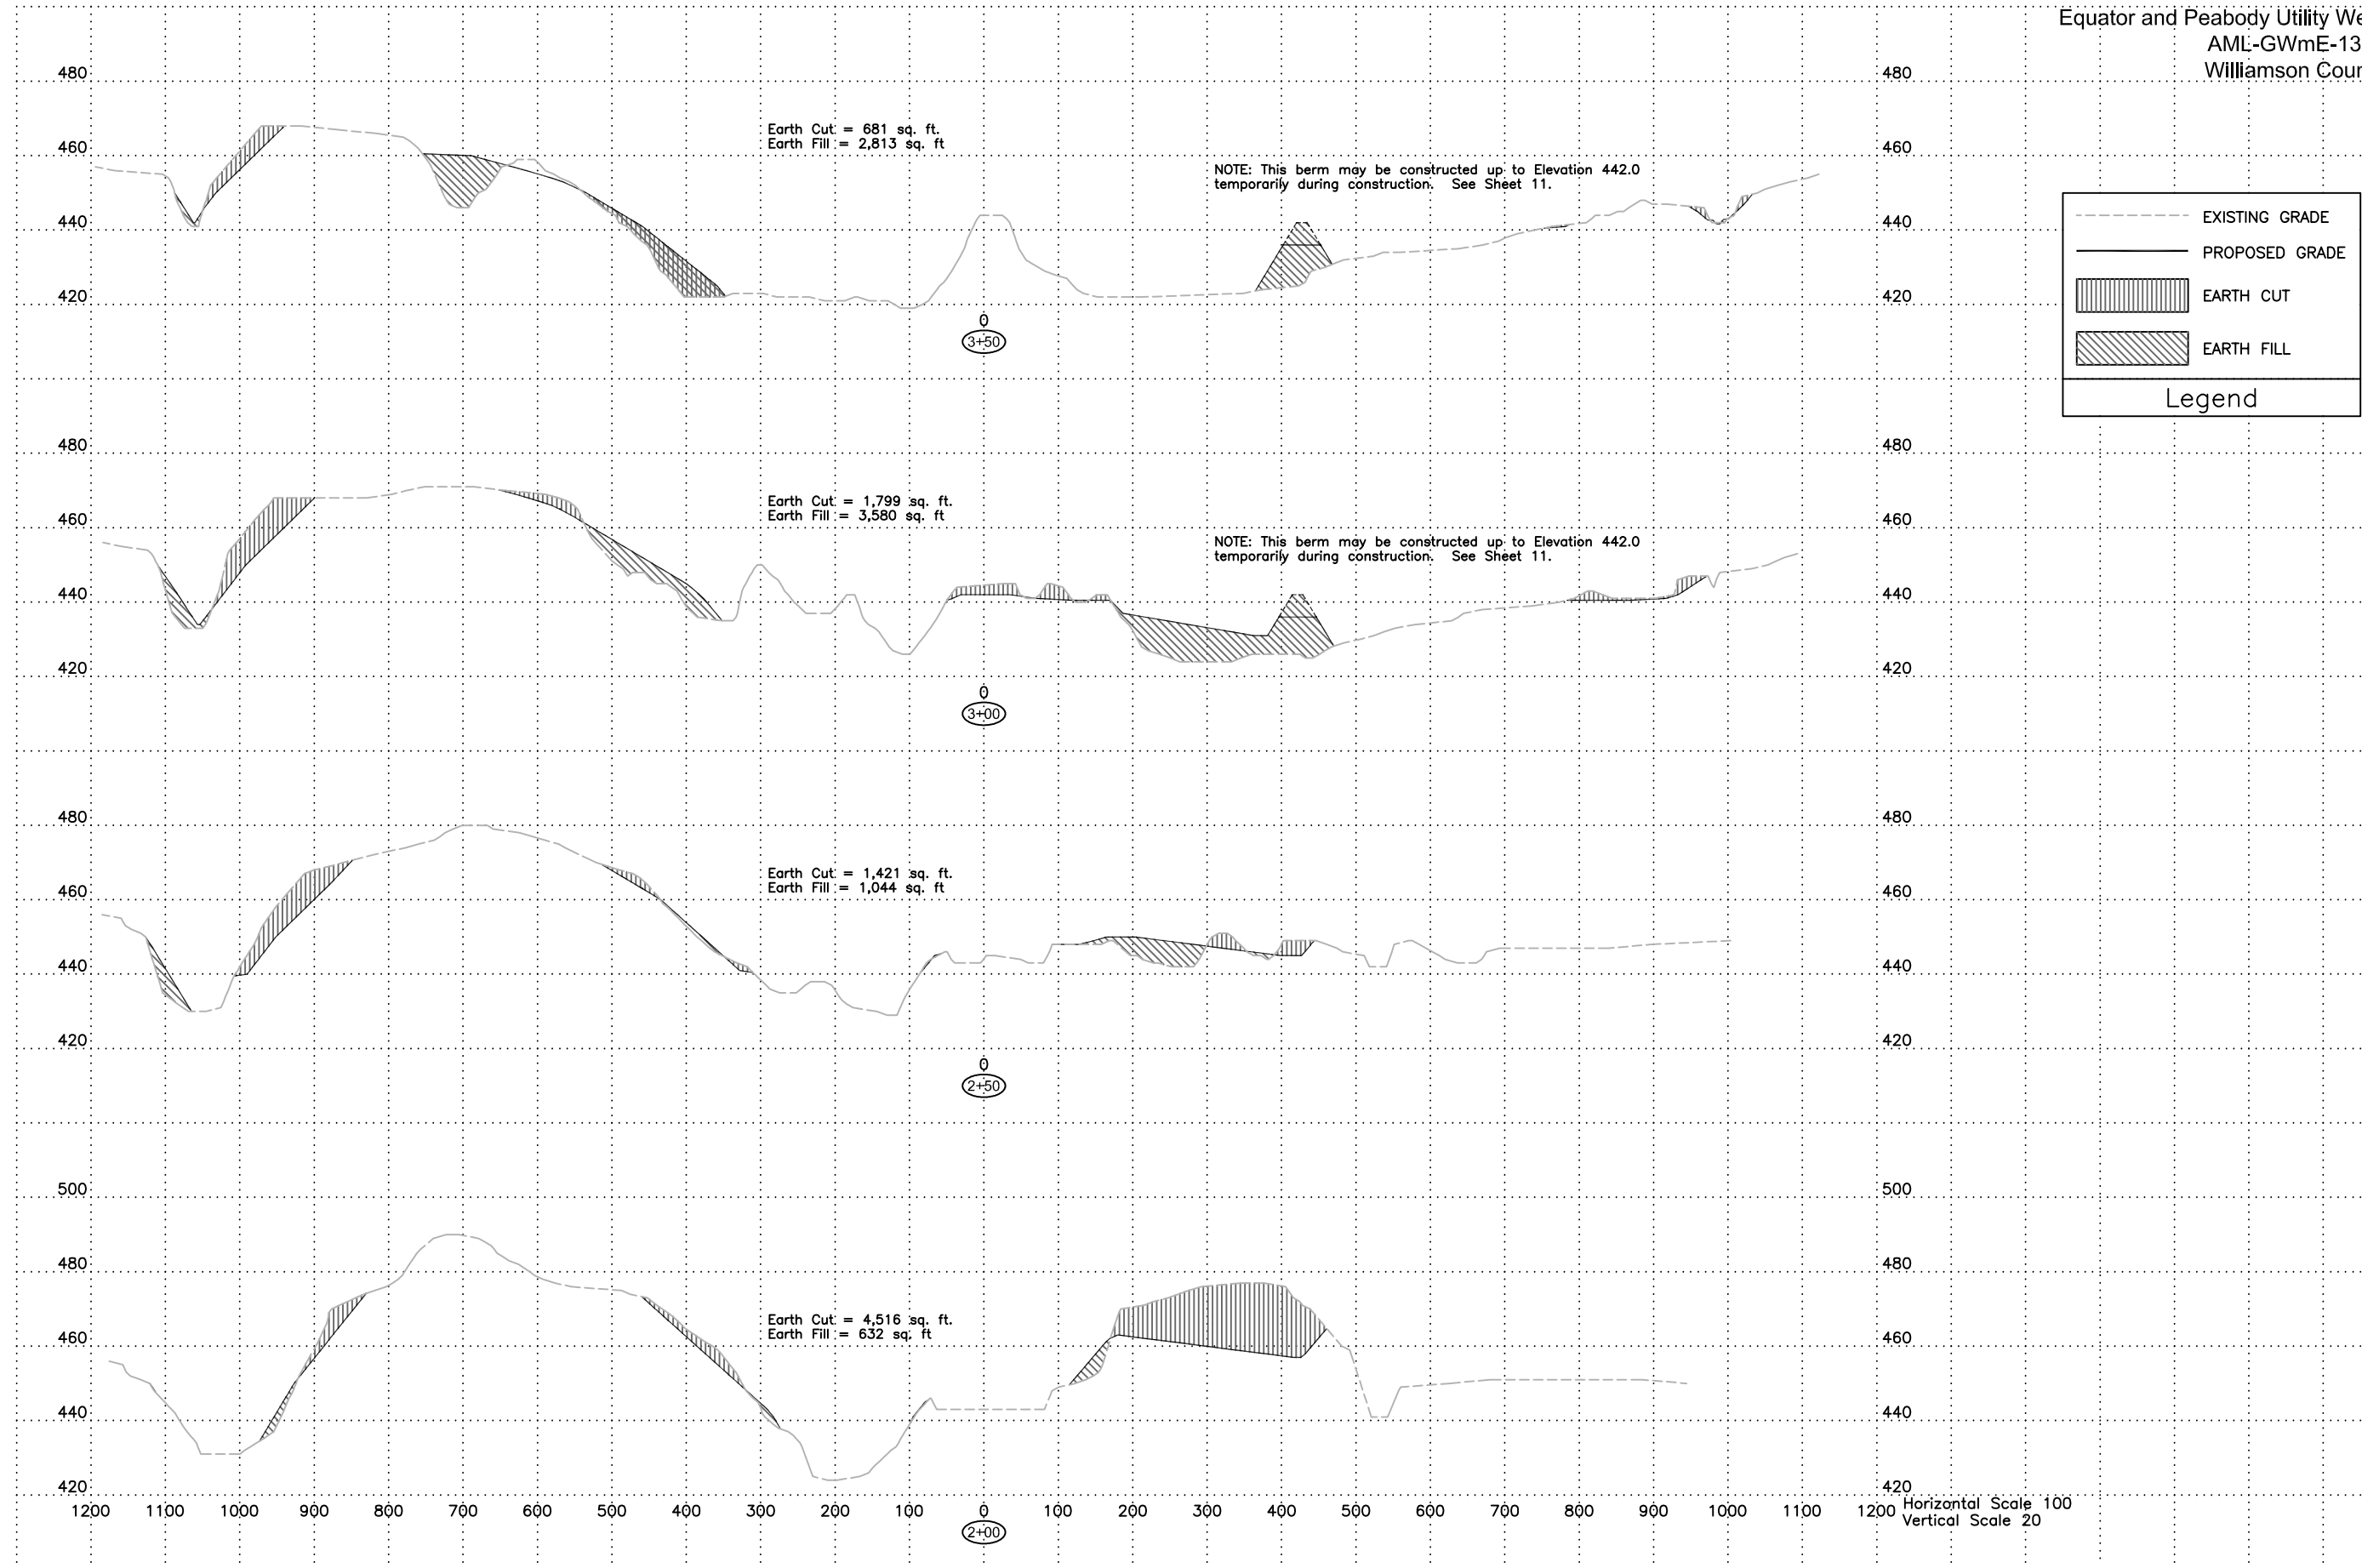 Equator and Peabody Utility We
AML-GWmE-13
Williamson Cour
480 480
Earth Cut = 681 sq. ft.
Earth Fill = 2,813 sq. ft
460 460
NOTE: This berm may be constructed up to Elevation 442.0
temporarily during construction. See Sheet 11.
440 440
420 420
0
3+50
EXISTING GRADE
PROPOSED GRADE
EARTH CUT
EARTH FILL
Legend
480 480
Earth Cut = 1,799 sq. ft.
Earth Fill = 3,580 sq. ft
460 460
NOTE: This berm may be constructed up to Elevation 442.0
temporarily during construction. See Sheet 11.
440 440
420 420
0
3+00
480 480
Earth Cut = 1,421 sq. ft.
Earth Fill = 1,044 sq. ft
460 460
440 440
420 420
0
2+50
500 500
480 480
Earth Cut = 4,516 sq. ft.
Earth Fill = 632 sq. ft
460 460
440 440
420 420
1200 1100 1000 900 800 700 600 500 400 300 200 100 0 100 200 300 400 500 600 700 800 900 1000 1100 1200
2+00
Horizontal Scale 100
Vertical Scale 20